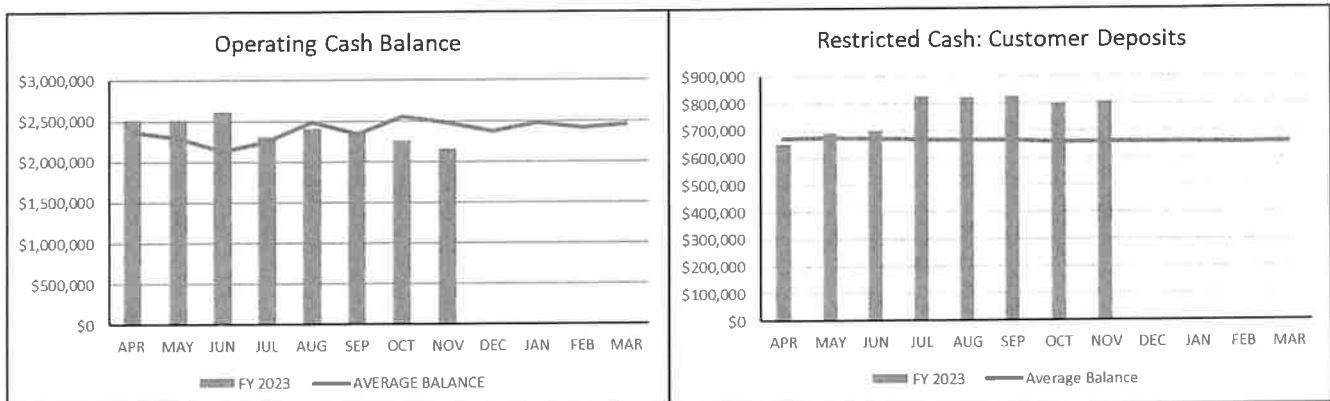 Operating Cash Balance
$3,000,000
$2,500,000
$2,000,000
$1,500,000
$1,000,000
$500,000
$0
APR MAY JUN JUL AUG SEP OCT NOV DEC JAN FEB MAR
FY 2023 AVERAGE BALANCE
Restricted Cash: Customer Deposits
$900,000
$800,000
$700,000
$600,000
$500,000
$400,000
$300,000
$200,000
$100,000
$0
APR MAY JUN JUL AUG SEP OCT NOV DEC JAN FEB MAR
FY 2023 Average Balance